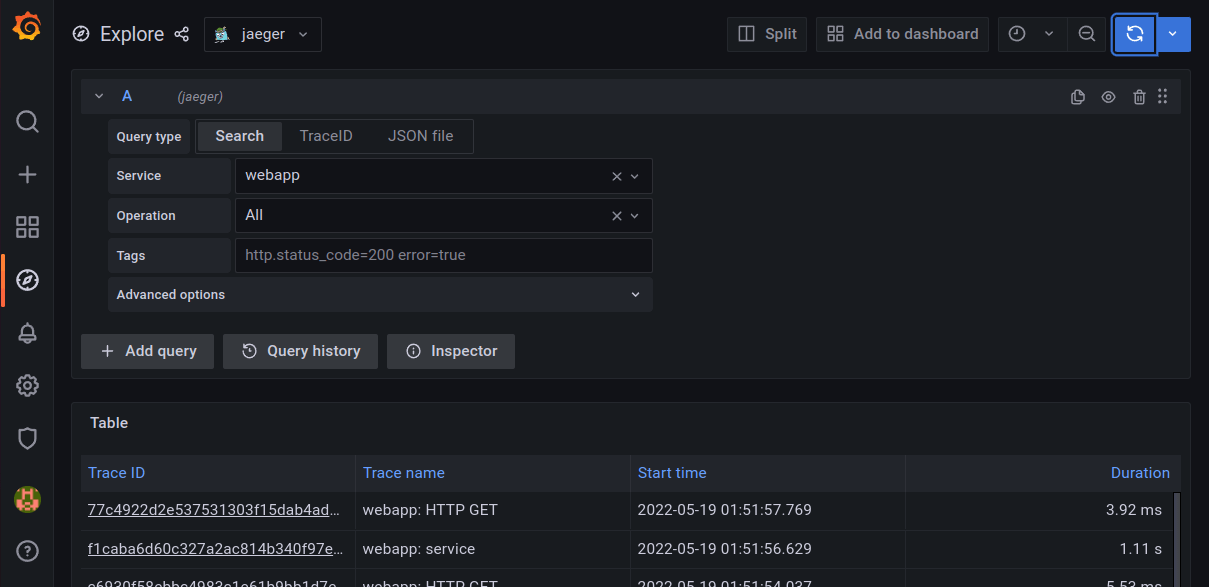 Explore jaeger Split Add to dashboard
A (jaeger)
Query type Search TraceID JSON file
Service webapp
Operation All
Tags http.status_code=200 error=true
Advanced options
Add query Query history Inspector
Table
Trace ID Trace name Start time Duration
77c4922d2e537531303f15dab4ad... webapp: HTTP GET 2022-05-19 01:51:57.769 3.92 ms
f1caba6d60c327a2ac814b340f97e... webapp: service 2022-05-19 01:51:56.629 1.11 s
webapp: HTTP GET 2022-05-19 01:51:54.037 5.53 ms